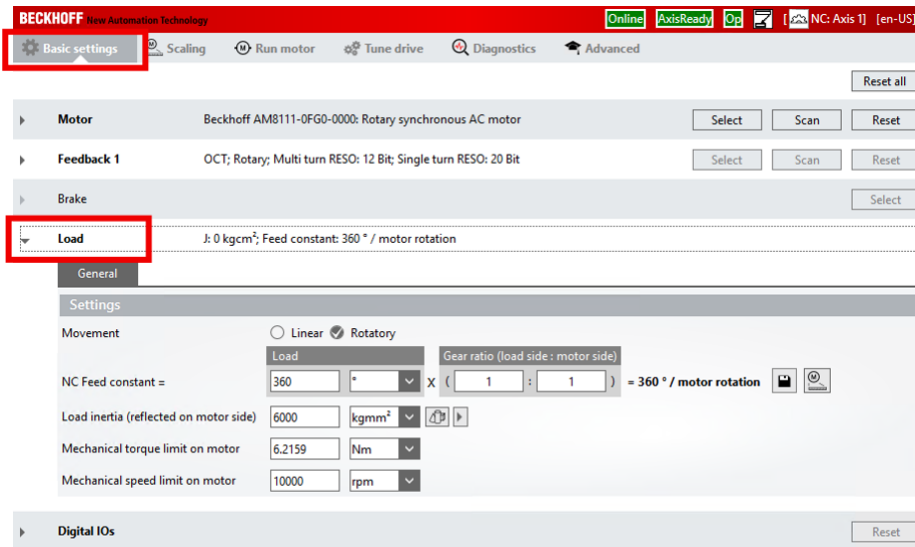 BECKHOFF New Automation Technology Online AxisReady Op [ NC: Axis 1] [en-US]
Basic settings Scaling Run motor Tune drive Diagnostics Advanced
Reset all
Motor Beckhoff AM8111-0FG0-0000: Rotary synchronous AC motor Select Scan Reset
Feedback 1 OCT; Rotary; Multi turn RESO: 12 Bit; Single turn RESO: 20 Bit Select Scan Reset
Brake Select
Load J: 0 kgcm²; Feed constant: 360 ° / motor rotation
General
Settings
Movement Linear Rotatory
Load Gear ratio (load side : motor side)
NC Feed constant = 360 ° X ( 1 : 1 ) = 360 ° / motor rotation
Load inertia (reflected on motor side) 6000 kgmm²
Mechanical torque limit on motor 6.2159 Nm
Mechanical speed limit on motor 10000 rpm
Digital IOs Reset